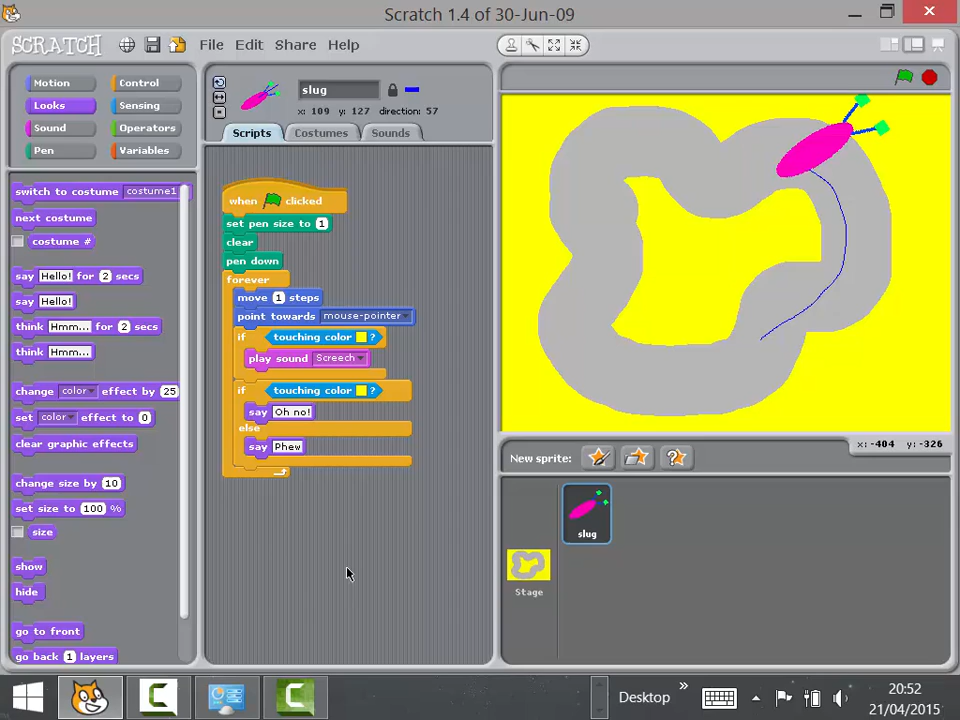 Scratch 1.4 of 30-Jun-09
SCRATCH File Edit Share Help
Motion Control
Looks Sensing
Sound Operators
Pen Variables
switch to costume costume1
next costume
costume #
say Hello! for 2 secs
say Hello!
think Hmm... for 2 secs
think Hmm...
change color effect by 25
set color effect to 0
clear graphic effects
change size by 10
set size to 100 %
size
show
hide
go to front
go back 1 layers
slug
x: 109 y: 127 direction: 57
Scripts Costumes Sounds
when clicked
set pen size to 1
clear
pen down
forever
move 1 steps
point towards mouse-pointer
if touching color ?
play sound Screech
if touching color ?
say Oh no!
else
say Phew
x: -404 y: -326
New sprite:
slug
Stage
Desktop
20:52
21/04/2015